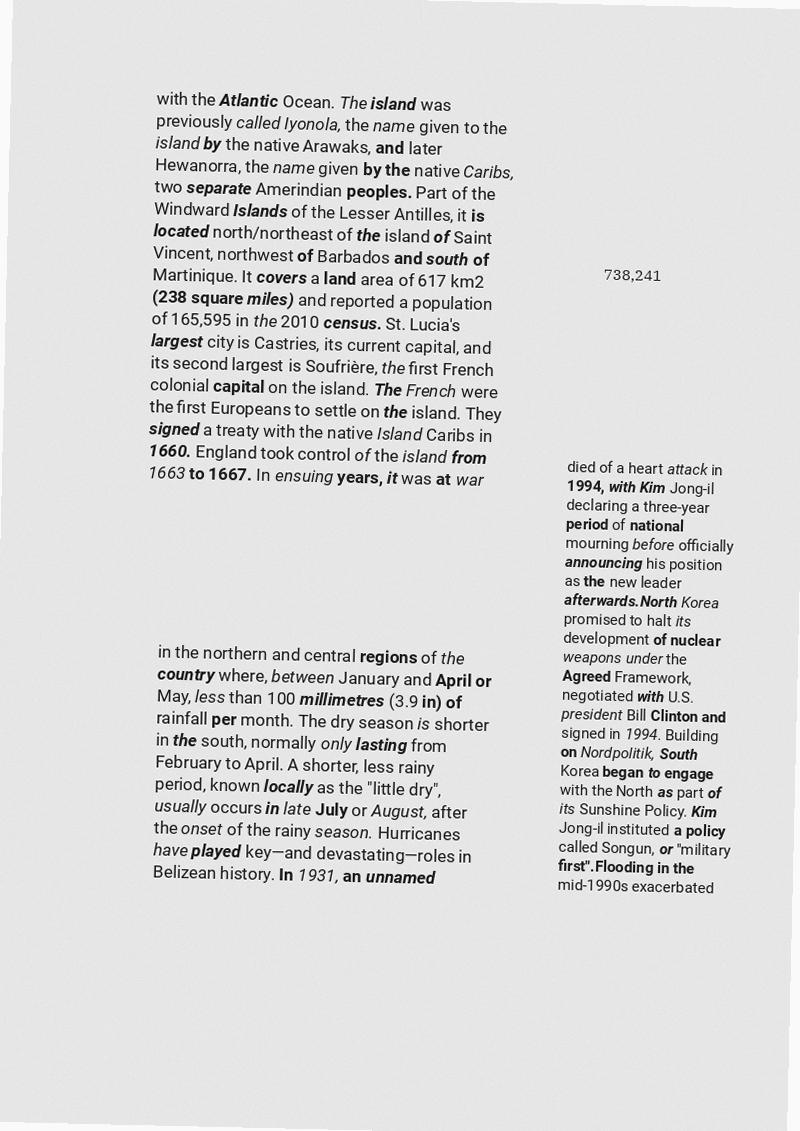 with the Atlantic Ocean. The island was
previously called Iyonola, the name given to the
island by the native Arawaks, and later
Hewanorra, the name given by the native Caribs,
two separate Amerindian peoples. Part of the
Windward Islands of the Lesser Antilles, it is
located north/northeast of the island of Saint
Vincent, northwest of Barbados and south of
Martinique. It covers a land area of 617 km2
(238 square miles) and reported a population
of 165,595 in the 2010 census. St. Lucia's
largest city is Castries, its current capital, and
its second largest is Soufrière, the first French
colonial capital on the island. The French were
the first Europeans to settle on the island. They
signed a treaty with the native Island Caribs in
1660. England took control of the island from
1663 to 1667. In ensuing years, it was at war
in the northern and central regions of the
country where, between January and April or
May, less than 100 millimetres (3.9 in) of
rainfall per month. The dry season is shorter
in the south, normally only lasting from
February to April. A shorter, less rainy
period, known locally as the "little dry",
usually occurs in late July or August, after
the onset of the rainy season. Hurricanes
have played key—and devastating—roles in
Belizean history. In 1931, an unnamed
738,241
died of a heart attack in
1994, with Kim Jong-il
declaring a three-year
period of national
mourning before officially
announcing his position
as the new leader
afterwards.North Korea
promised to halt its
development of nuclear
weapons under the
Agreed Framework,
negotiated with U.S.
president Bill Clinton and
signed in 1994. Building
on Nordpolitik, South
Korea began to engage
with the North as part of
its Sunshine Policy. Kim
Jong-il instituted a policy
called Songun, or "military
first".Flooding in the
mid-1990s exacerbated